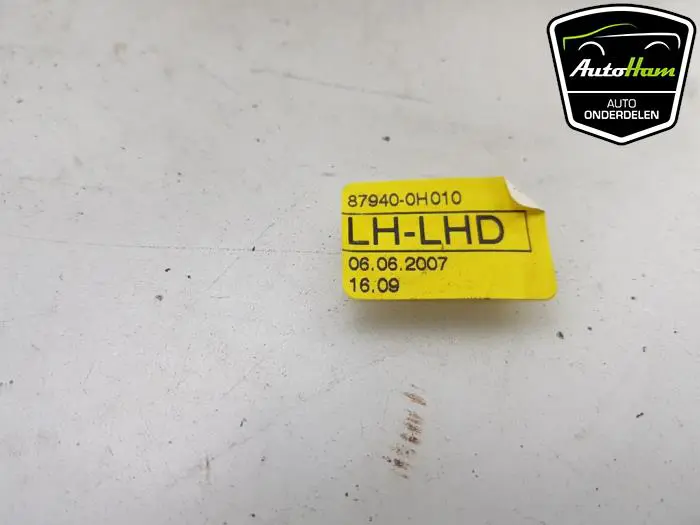 AutoHam
AUTO
ONDERDELEN
87940-0H010
LH-LHD
06.06.2007
16.09